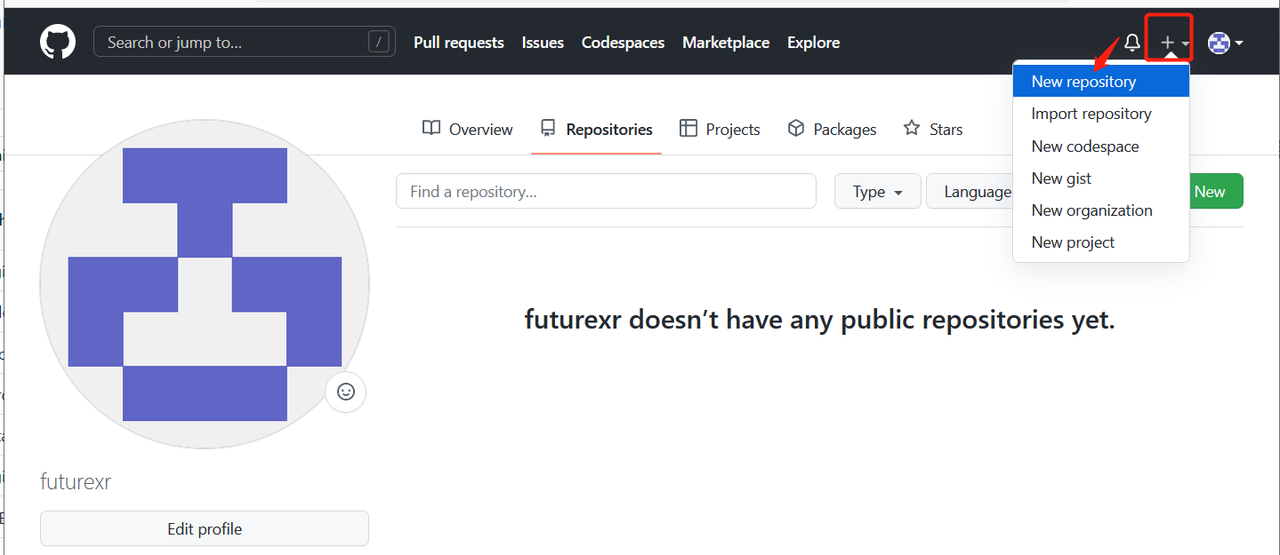 Search or jump to... / Pull requests Issues Codespaces Marketplace Explore
New repository
Import repository
New codespace
New gist
New organization
New project
Overview Repositories Projects Packages Stars
Find a repository... Type Language New
futurexr doesn’t have any public repositories yet.
futurexr
Edit profile